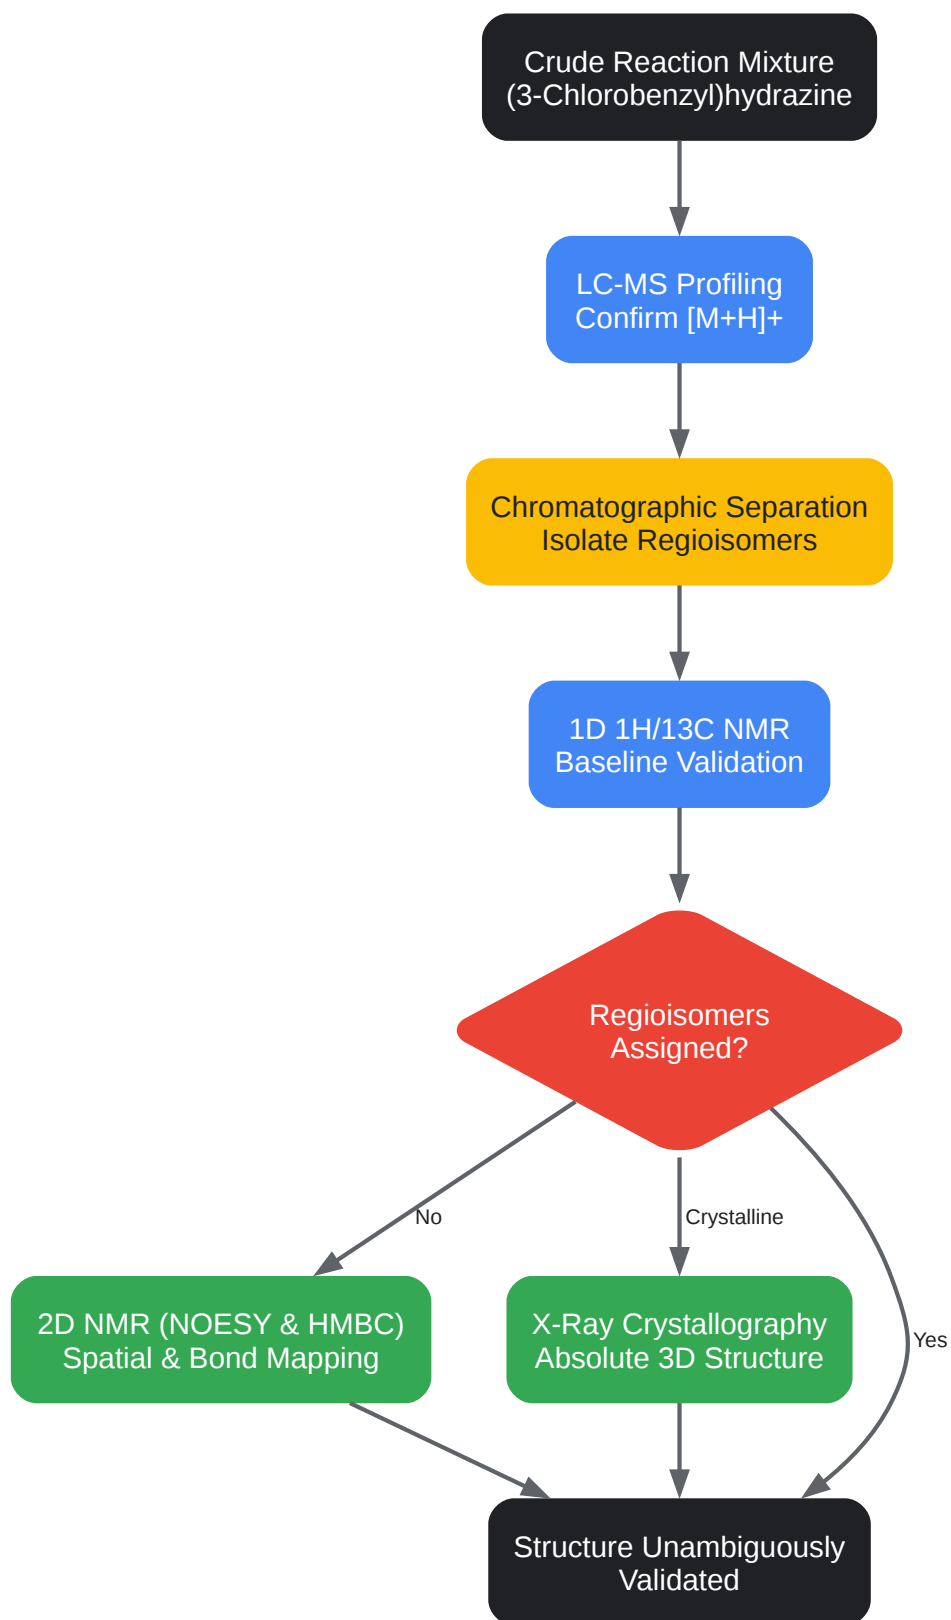 Crude Reaction Mixture
(3-Chlorobenzyl)hydrazine
LC-MS Profiling
Confirm [M+H]+
Chromatographic Separation
Isolate Regioisomers
1D 1H/13C NMR
Baseline Validation
Regioisomers
Assigned?
No
Crystalline
Yes
2D NMR (NOESY & HMBC)
Spatial & Bond Mapping
X-Ray Crystallography
Absolute 3D Structure
Structure Unambiguously
Validated